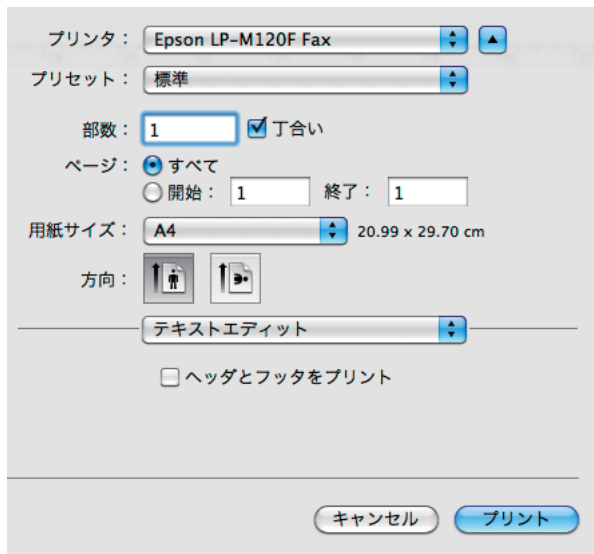 プリンタ： Epson LP-M120F Fax
プリセット： 標準
部数： 1 丁合い
ページ： すべて
開始： 1 終了： 1
用紙サイズ： A4 20.99 x 29.70 cm
方向：
テキストエディット
ヘッダとフッタをプリント
キャンセル プリント